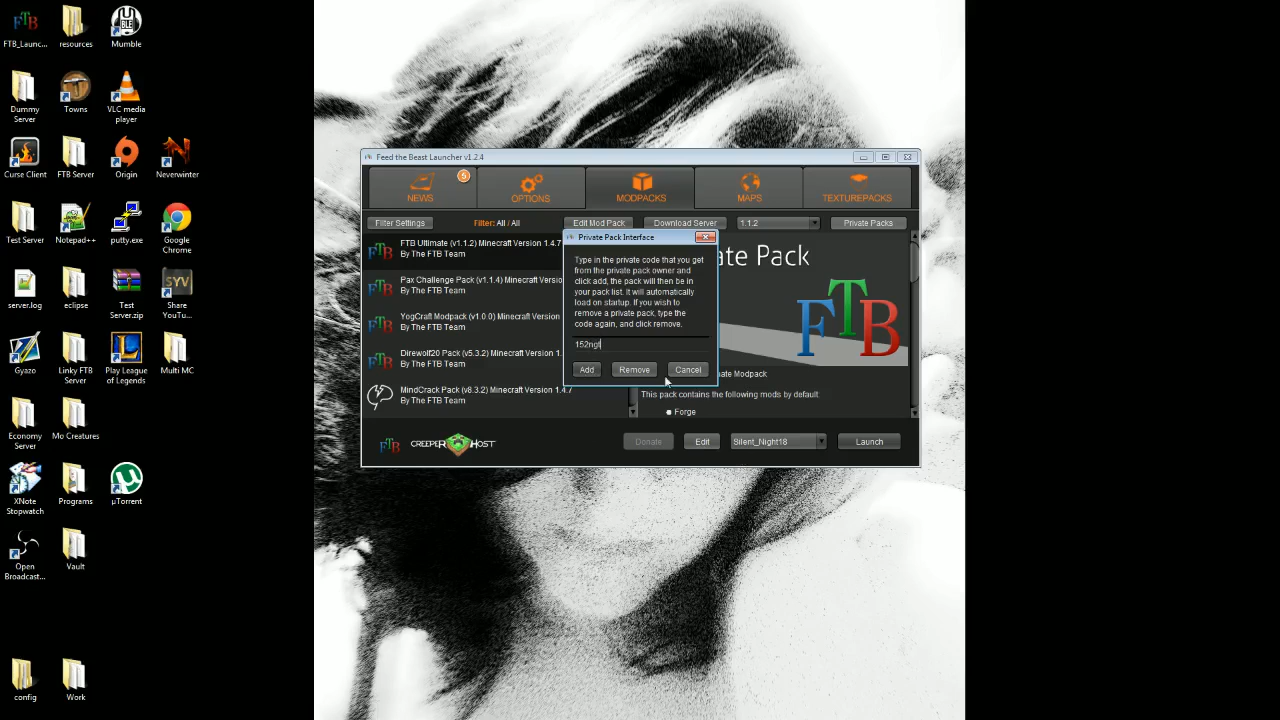 FTB_Launc...
resources
Mumble
Dummy
Server
Towns
VLC media
player
Curse Client
FTB Server
Origin
Neverwinter
Test Server
Notepad++
putty.exe
Google
Chrome
server.log
eclipse
Test
Server.zip
Share
YouTu...
Gyazo
Linky FTB
Server
Play League
of Legends
Multi MC
Economy
Server
Mo Creatures
XNote
Stopwatch
Programs
µTorrent
Open
Broadcast...
Vault
config
Work
Feed the Beast Launcher v1.2.4
NEWS
5
OPTIONS
MODPACKS
MAPS
TEXTUREPACKS
Filter Settings
Filter: All / All
Edit Mod Pack
Download Server
1.1.2
Private Packs
FTB Ultimate (v1.1.2) Minecraft Version 1.4.7
By The FTB Team
Pax Challenge Pack (v1.1.4) Minecraft Version
By The FTB Team
YogCraft Modpack (v1.0.0) Minecraft Version
By The FTB Team
Direwolf20 Pack (v5.3.2) Minecraft Version 1.
By The FTB Team
MindCrack Pack (v8.3.2) Minecraft Version 1.4.7
By The FTB Team
Private Pack Interface
Type in the private code that you get
from the private pack owner and
click add, the pack will then be in
your pack list. It will automatically
load on startup. If you wish to
remove a private pack, type the
code again, and click remove.
152ngt
Add
Remove
Cancel
ate Pack
FTB
ate Modpack
This pack contains the following mods by default:
Forge
FTB
CREEPER HOST
Donate
Edit
Silent_Night18
Launch